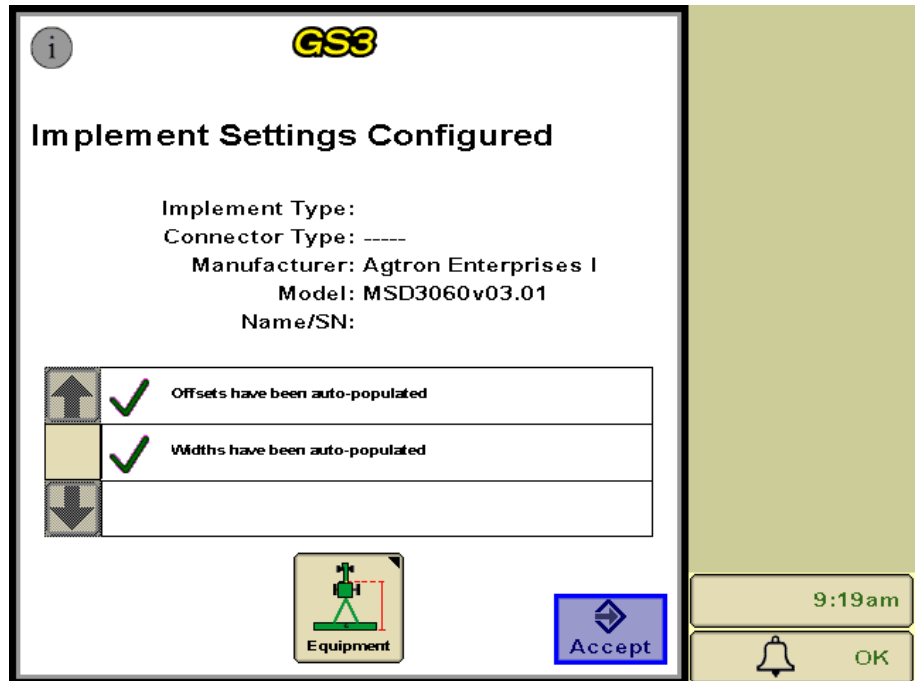 i
GS3
Implement Settings Configured
Implement Type:
Connector Type: -----
Manufacturer: Agtron Enterprises I
Model: MSD3060v03.01
Name/SN:
Offsets have been auto-populated
Widths have been auto-populated
Equipment
Accept
9:19am
OK